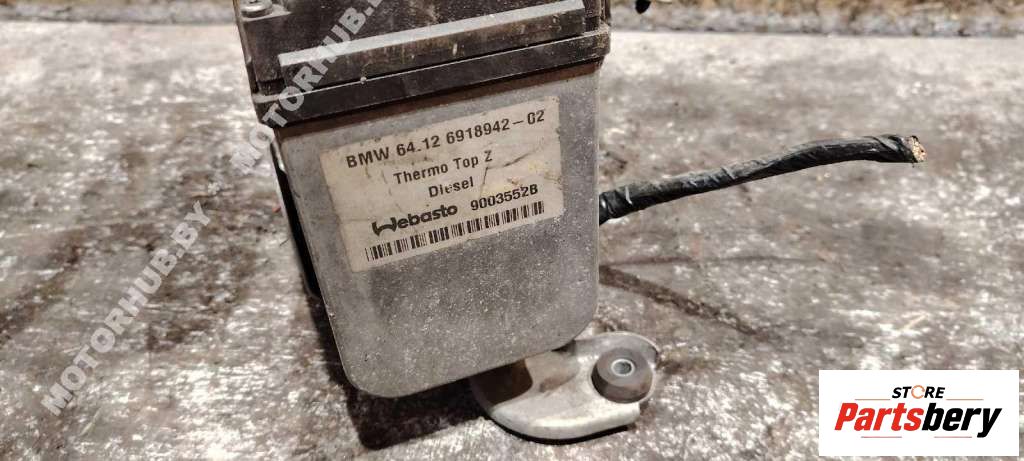 BMW 64.12 6918942-02
Thermo Top Z
Diesel
Webasto 9003552B
MOTORHUB.BY
MOTORHUB.BY
STORE
Partsbery